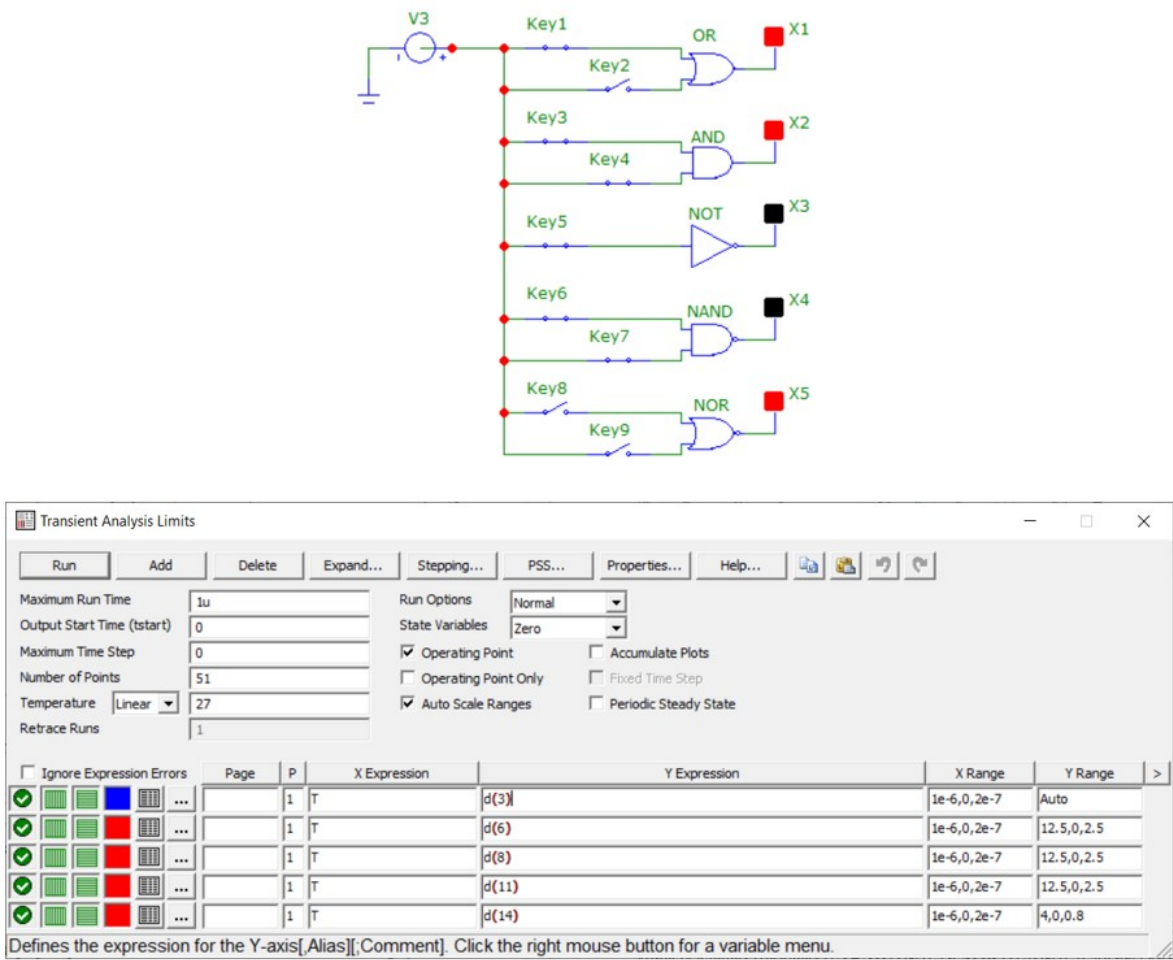 V3
Key1
OR
X1
Key2
Key3
AND
X2
Key4
Key5
NOT
X3
Key6
NAND
X4
Key7
Key8
NOR
X5
Key9
Transient Analysis Limits
Run Add Delete Expand... Stepping... PSS... Properties... Help...
Maximum Run Time 1u Run Options Normal
Output Start Time (tstart) 0 State Variables Zero
Maximum Time Step 0 Operating Point Accumulate Plots
Number of Points 51 Operating Point Only Fixed Time Step
Temperature Linear 27 Auto Scale Ranges Periodic Steady State
Retrace Runs 1
Ignore Expression Errors Page P X Expression Y Expression X Range Y Range >
... 1 T d(3) 1e-6,0,2e-7 Auto
... 1 T d(6) 1e-6,0,2e-7 12.5,0,2.5
... 1 T d(8) 1e-6,0,2e-7 12.5,0,2.5
... 1 T d(11) 1e-6,0,2e-7 12.5,0,2.5
... 1 T d(14) 1e-6,0,2e-7 4,0,0.8
Defines the expression for the Y-axis[,Alias][;Comment]. Click the right mouse button for a variable menu.